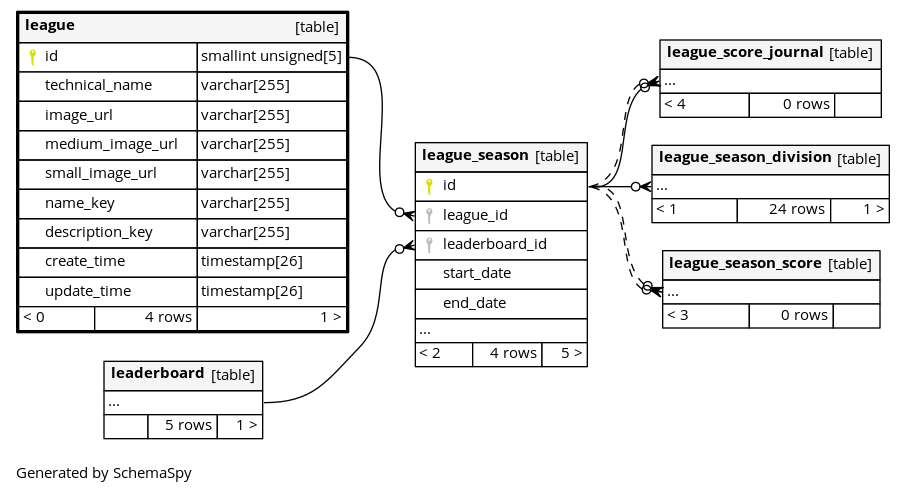 league [table]
id smallint unsigned[5]
technical_name varchar[255]
image_url varchar[255]
medium_image_url varchar[255]
small_image_url varchar[255]
name_key varchar[255]
description_key varchar[255]
create_time timestamp[26]
update_time timestamp[26]
< 0 4 rows 1 >
leaderboard [table]
...
5 rows 1 >
league_season [table]
id
league_id
leaderboard_id
start_date
end_date
...
< 2 4 rows 5 >
league_score_journal [table]
...
< 4 0 rows
league_season_division [table]
...
< 1 24 rows 1 >
league_season_score [table]
...
< 3 0 rows
Generated by SchemaSpy